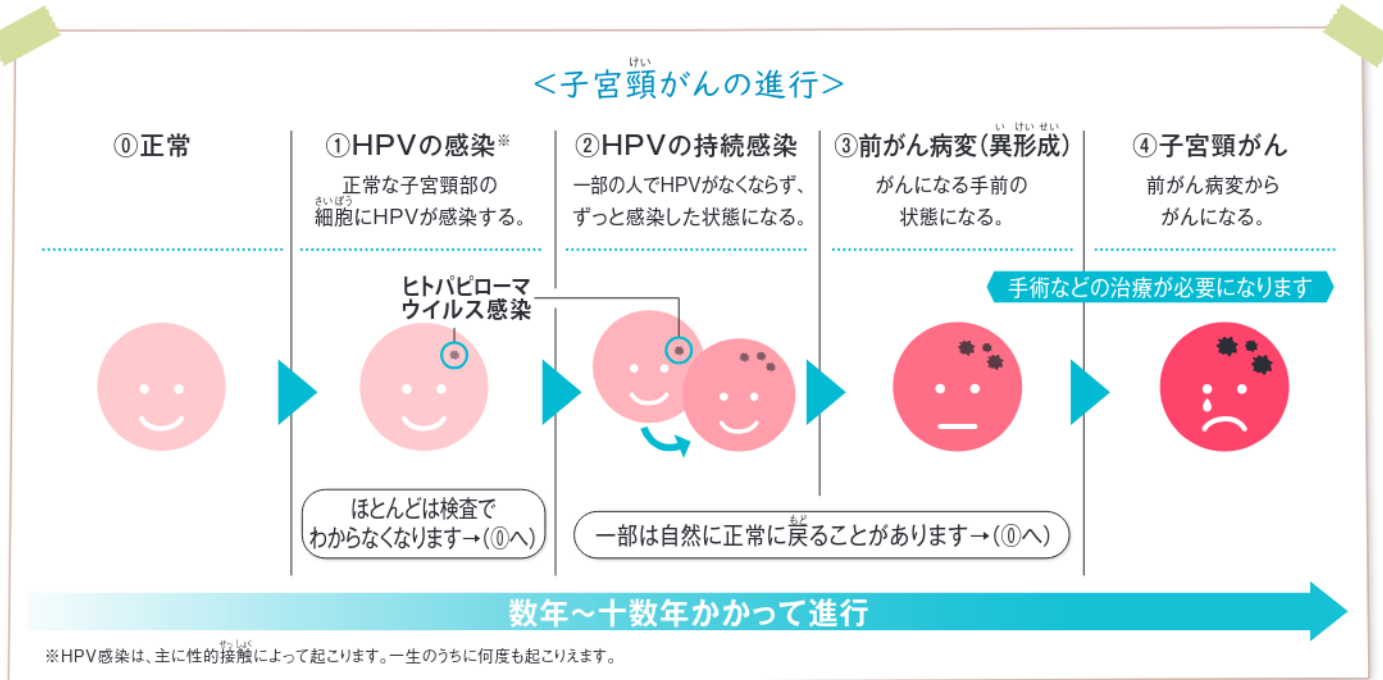 ＜子宮頸がんの進行＞
けい
⓪正常
①HPVの感染※
正常な子宮頸部の
細胞にHPVが感染する。
さいぼう
②HPVの持続感染
一部の人でHPVがなくならず、
ずっと感染した状態になる。
③前がん病変(異形成)
い けい せい
がんになる手前の
状態になる。
④子宮頸がん
前がん病変から
がんになる。
ヒトパピローマ
ウイルス感染
手術などの治療が必要になります
ほとんどは検査で
わからなくなります→(⓪へ)
一部は自然に正常に戻ることがあります→(⓪へ)
もど
数年～十数年かかって進行
※HPV感染は、主に性的接触によって起こります。一生のうちに何度も起こりえます。
せっしょく